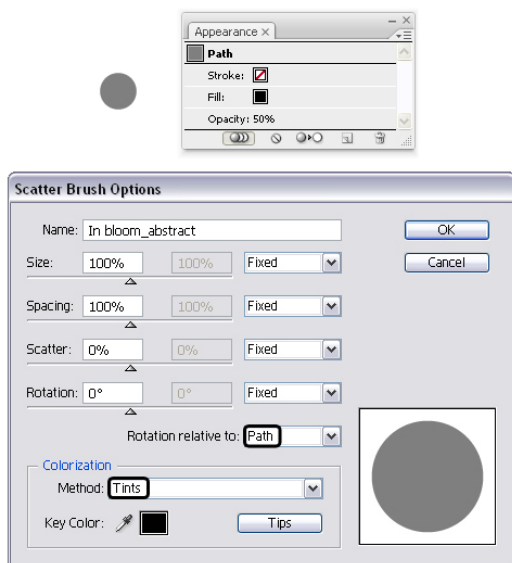 Appearance ×
Path
Stroke:
Fill:
Opacity: 50%
Scatter Brush Options
Name: In bloom_abstract
OK
Size: 100% 100% Fixed
Cancel
Spacing: 100% 100% Fixed
Scatter: 0% 0% Fixed
Rotation: 0° 0° Fixed
Rotation relative to: Path
Colorization
Method: Tints
Key Color:
Tips